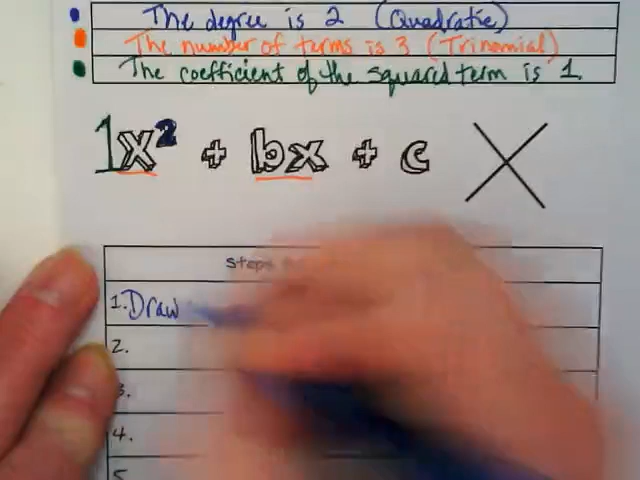 The degree is 2 (Quadratic)
The number of terms is 3 (Trinomial)
The coefficient of the squared term is 1.
1x² + bx + c
Steps
1. Draw
2.
3.
4.
5